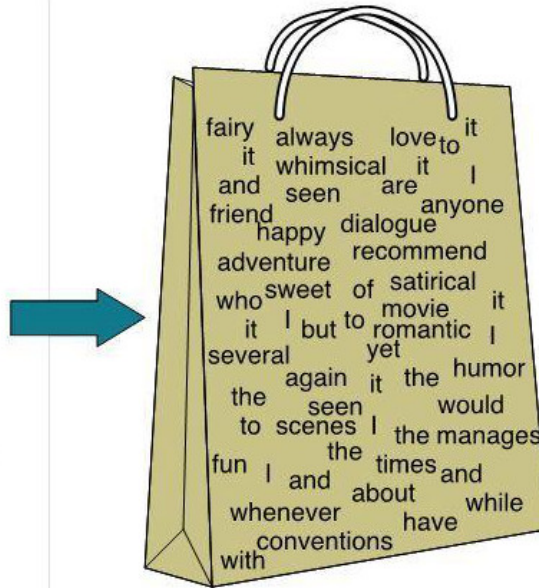 fairy always love to it
it whimsical it I
and seen are anyone
friend happy dialogue
adventure recommend
who sweet of satirical it
it I but to movie romantic I
several yet
again it the humor
the seen would
to scenes I the manages
fun I and the times and
whenever about while
have
with conventions